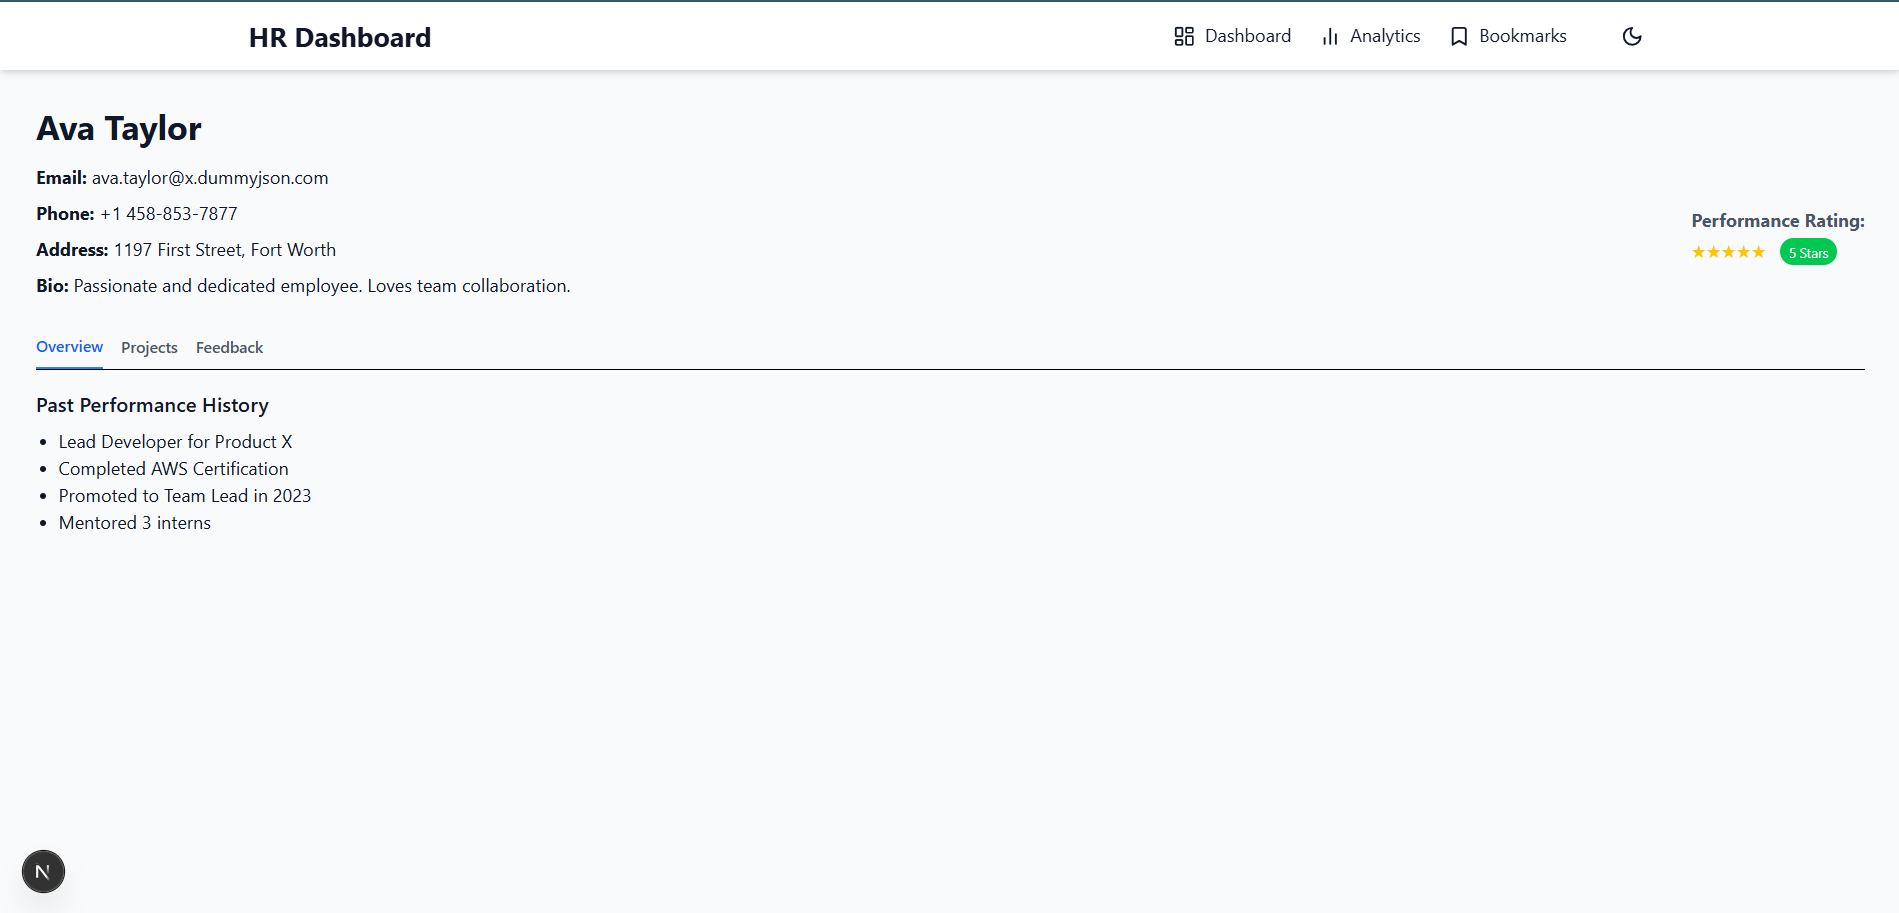 HR Dashboard
Dashboard
Analytics
Bookmarks
Ava Taylor
Email: ava.taylor@x.dummyjson.com
Phone: +1 458-853-7877
Address: 1197 First Street, Fort Worth
Bio: Passionate and dedicated employee. Loves team collaboration.
Performance Rating:
★★★★★ 5 Stars
Overview
Projects
Feedback
Past Performance History
• Lead Developer for Product X
• Completed AWS Certification
• Promoted to Team Lead in 2023
• Mentored 3 interns
N